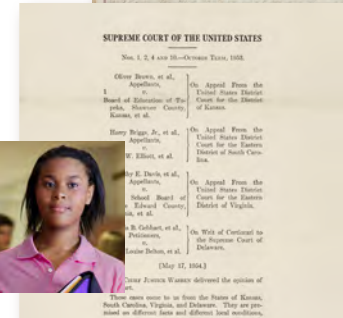 SUPREME COURT OF THE UNITED STATES
Nos. 1, 2, 4 AND 10.—OCTOBER TERM, 1953.
Oliver Brown, et al.,
Appellants,
v.
Board of Education of To-
peka, Shawnee County,
Kansas, et al.
On Appeal From the
United States District
Court for the District
of Kansas.
Harry Briggs, Jr., et al.,
Appellants,
v.
W. Elliott, et al.
On Appeal From the
United States District
Court for the Eastern
District of South Caro-
lina.
E. Davis, et al.,
Appellants,
v.
School Board of
Edward County,
et al.
On Appeal From the
United States District
Court for the Eastern
District of Virginia.
B. Gebhart, et al.,
Petitioners,
v.
Louise Belton, et al.
On Writ of Certiorari to
the Supreme Court of
Delaware.
[May 17, 1954.]
JUSTICE WARREN delivered the opinion of
These cases come to us from the States of Kansas,
South Carolina, Virginia, and Delaware. They are pre-
mised on different facts and different local conditions,